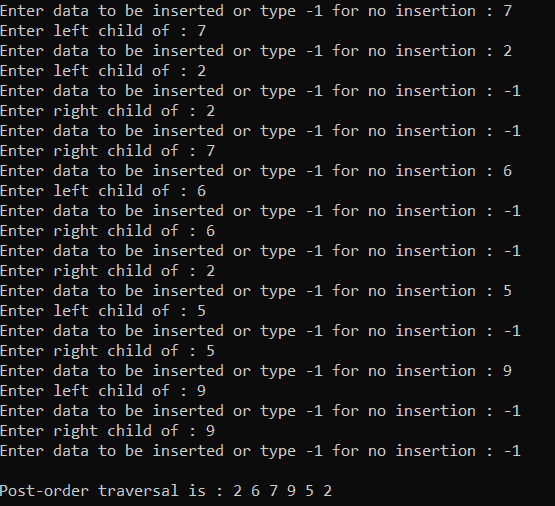 Enter data to be inserted or type -1 for no insertion : 7
Enter left child of : 7
Enter data to be inserted or type -1 for no insertion : 2
Enter left child of : 2
Enter data to be inserted or type -1 for no insertion : -1
Enter right child of : 2
Enter data to be inserted or type -1 for no insertion : -1
Enter right child of : 7
Enter data to be inserted or type -1 for no insertion : 6
Enter left child of : 6
Enter data to be inserted or type -1 for no insertion : -1
Enter right child of : 6
Enter data to be inserted or type -1 for no insertion : -1
Enter right child of : 2
Enter data to be inserted or type -1 for no insertion : 5
Enter left child of : 5
Enter data to be inserted or type -1 for no insertion : -1
Enter right child of : 5
Enter data to be inserted or type -1 for no insertion : 9
Enter left child of : 9
Enter data to be inserted or type -1 for no insertion : -1
Enter right child of : 9
Enter data to be inserted or type -1 for no insertion : -1
Post-order traversal is : 2 6 7 9 5 2